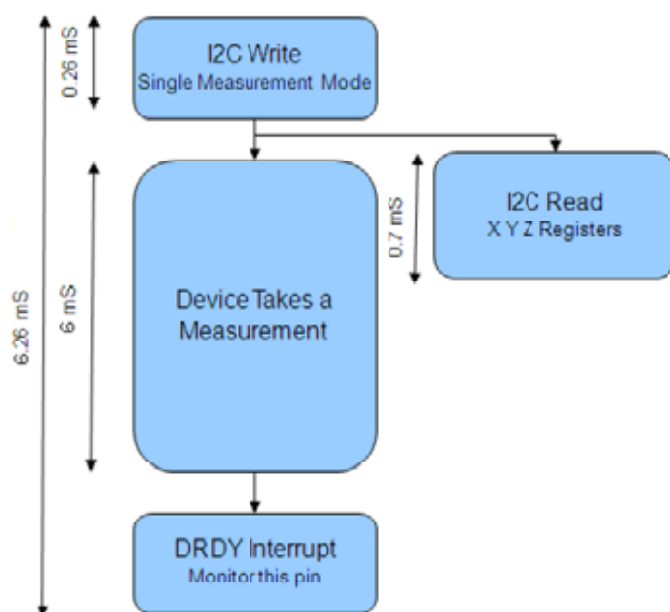 0.26 mS
I2C Write
Single Measurement Mode
6.26 mS
6 mS
Device Takes a
Measurement
0.7 mS
I2C Read
X Y Z Registers
DRDY Interrupt
Monitor this pin